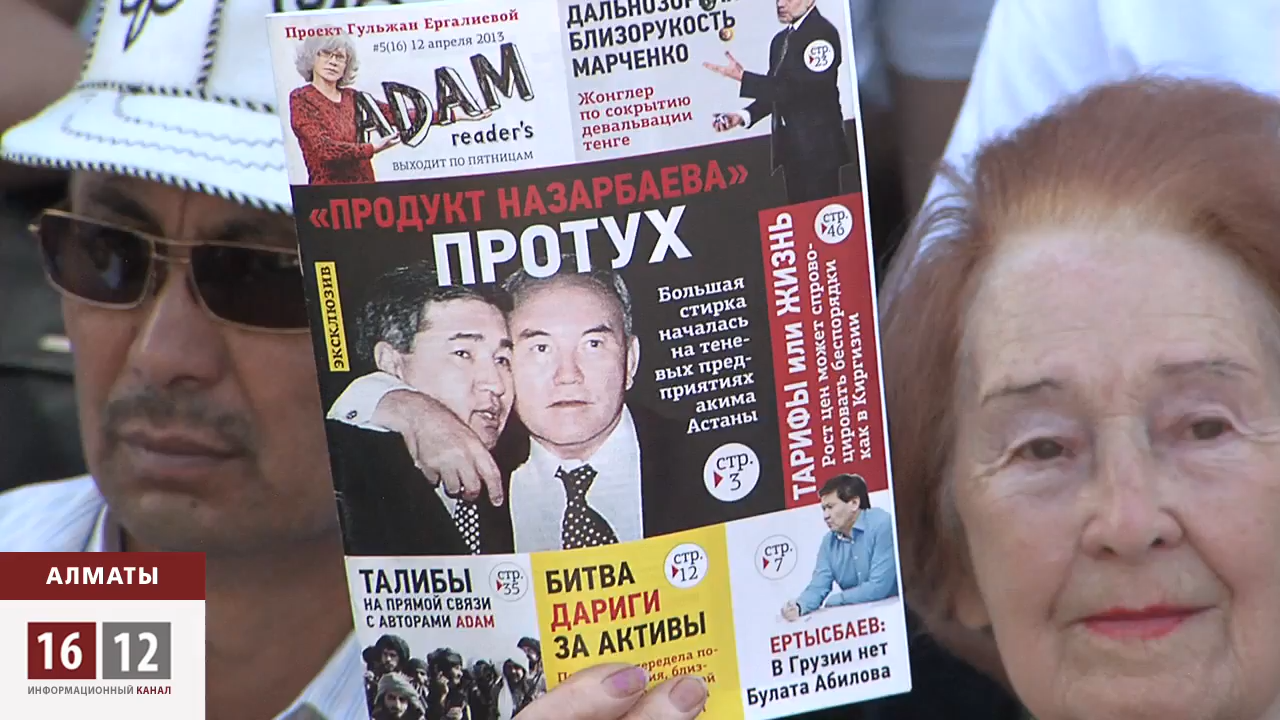 Проект Гульжан Ергалиевой
#5(16) 12 апреля 2013
ADAM
reader's
ВЫХОДИТ ПО ПЯТНИЦАМ
БЛИЗОРУКОСТЬ
МАРЧЕНКО
Жонглер
по сокрытию
девальвации
тенге
стр.
23
«ПРОДУКТ НАЗАРБАЕВА»
ПРОТУХ
ЭКСКЛЮЗИВ
Большая
стирка
началась
на тене-
вых пред-
приятиях
акима
Астаны
стр.
3
ТАРИФЫ ИЛИ ЖИЗНЬ
стр.
46
Рост цен может спрово-
цировать беспорядки
как в Киргизии
ТАЛИБЫ
НА ПРЯМОЙ СВЯЗИ
С АВТОРАМИ ADAM
стр.
35
БИТВА
ДАРИГИ
ЗА АКТИВЫ
стр.
12
стр.
7
ЕРТЫСБАЕВ:
В Грузии нет
Булата Абилова
АЛМАТЫ
16 12
ИНФОРМАЦИОННЫЙ КАНАЛ